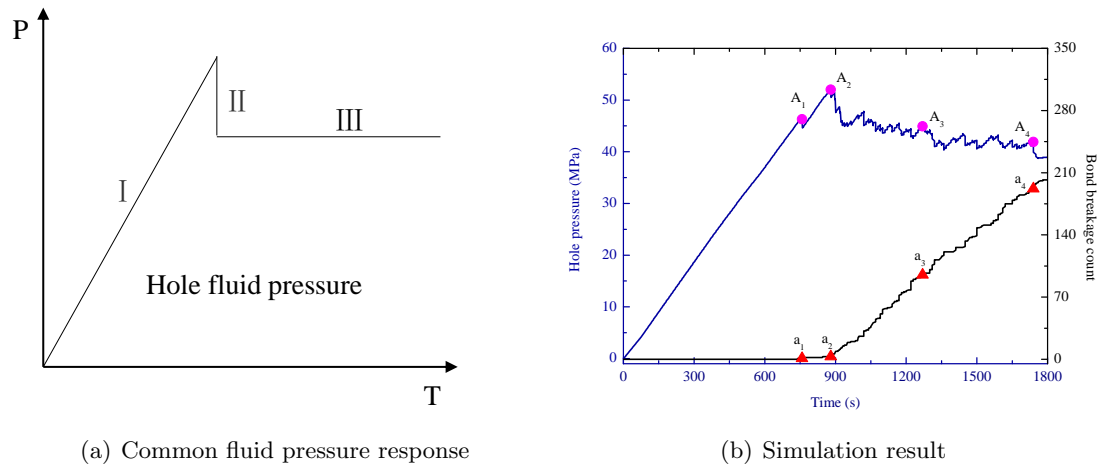 P
I
II
III
Hole fluid pressure
T
(a) Common fluid pressure response
60
50
40
30
20
10
0
Hole pressure (MPa)
350
280
210
140
70
0
Bond breakage count
A1
A2
A3
A4
a1
a2
a3
a4
0 300 600 900 1200 1500 1800
Time (s)
(b) Simulation result